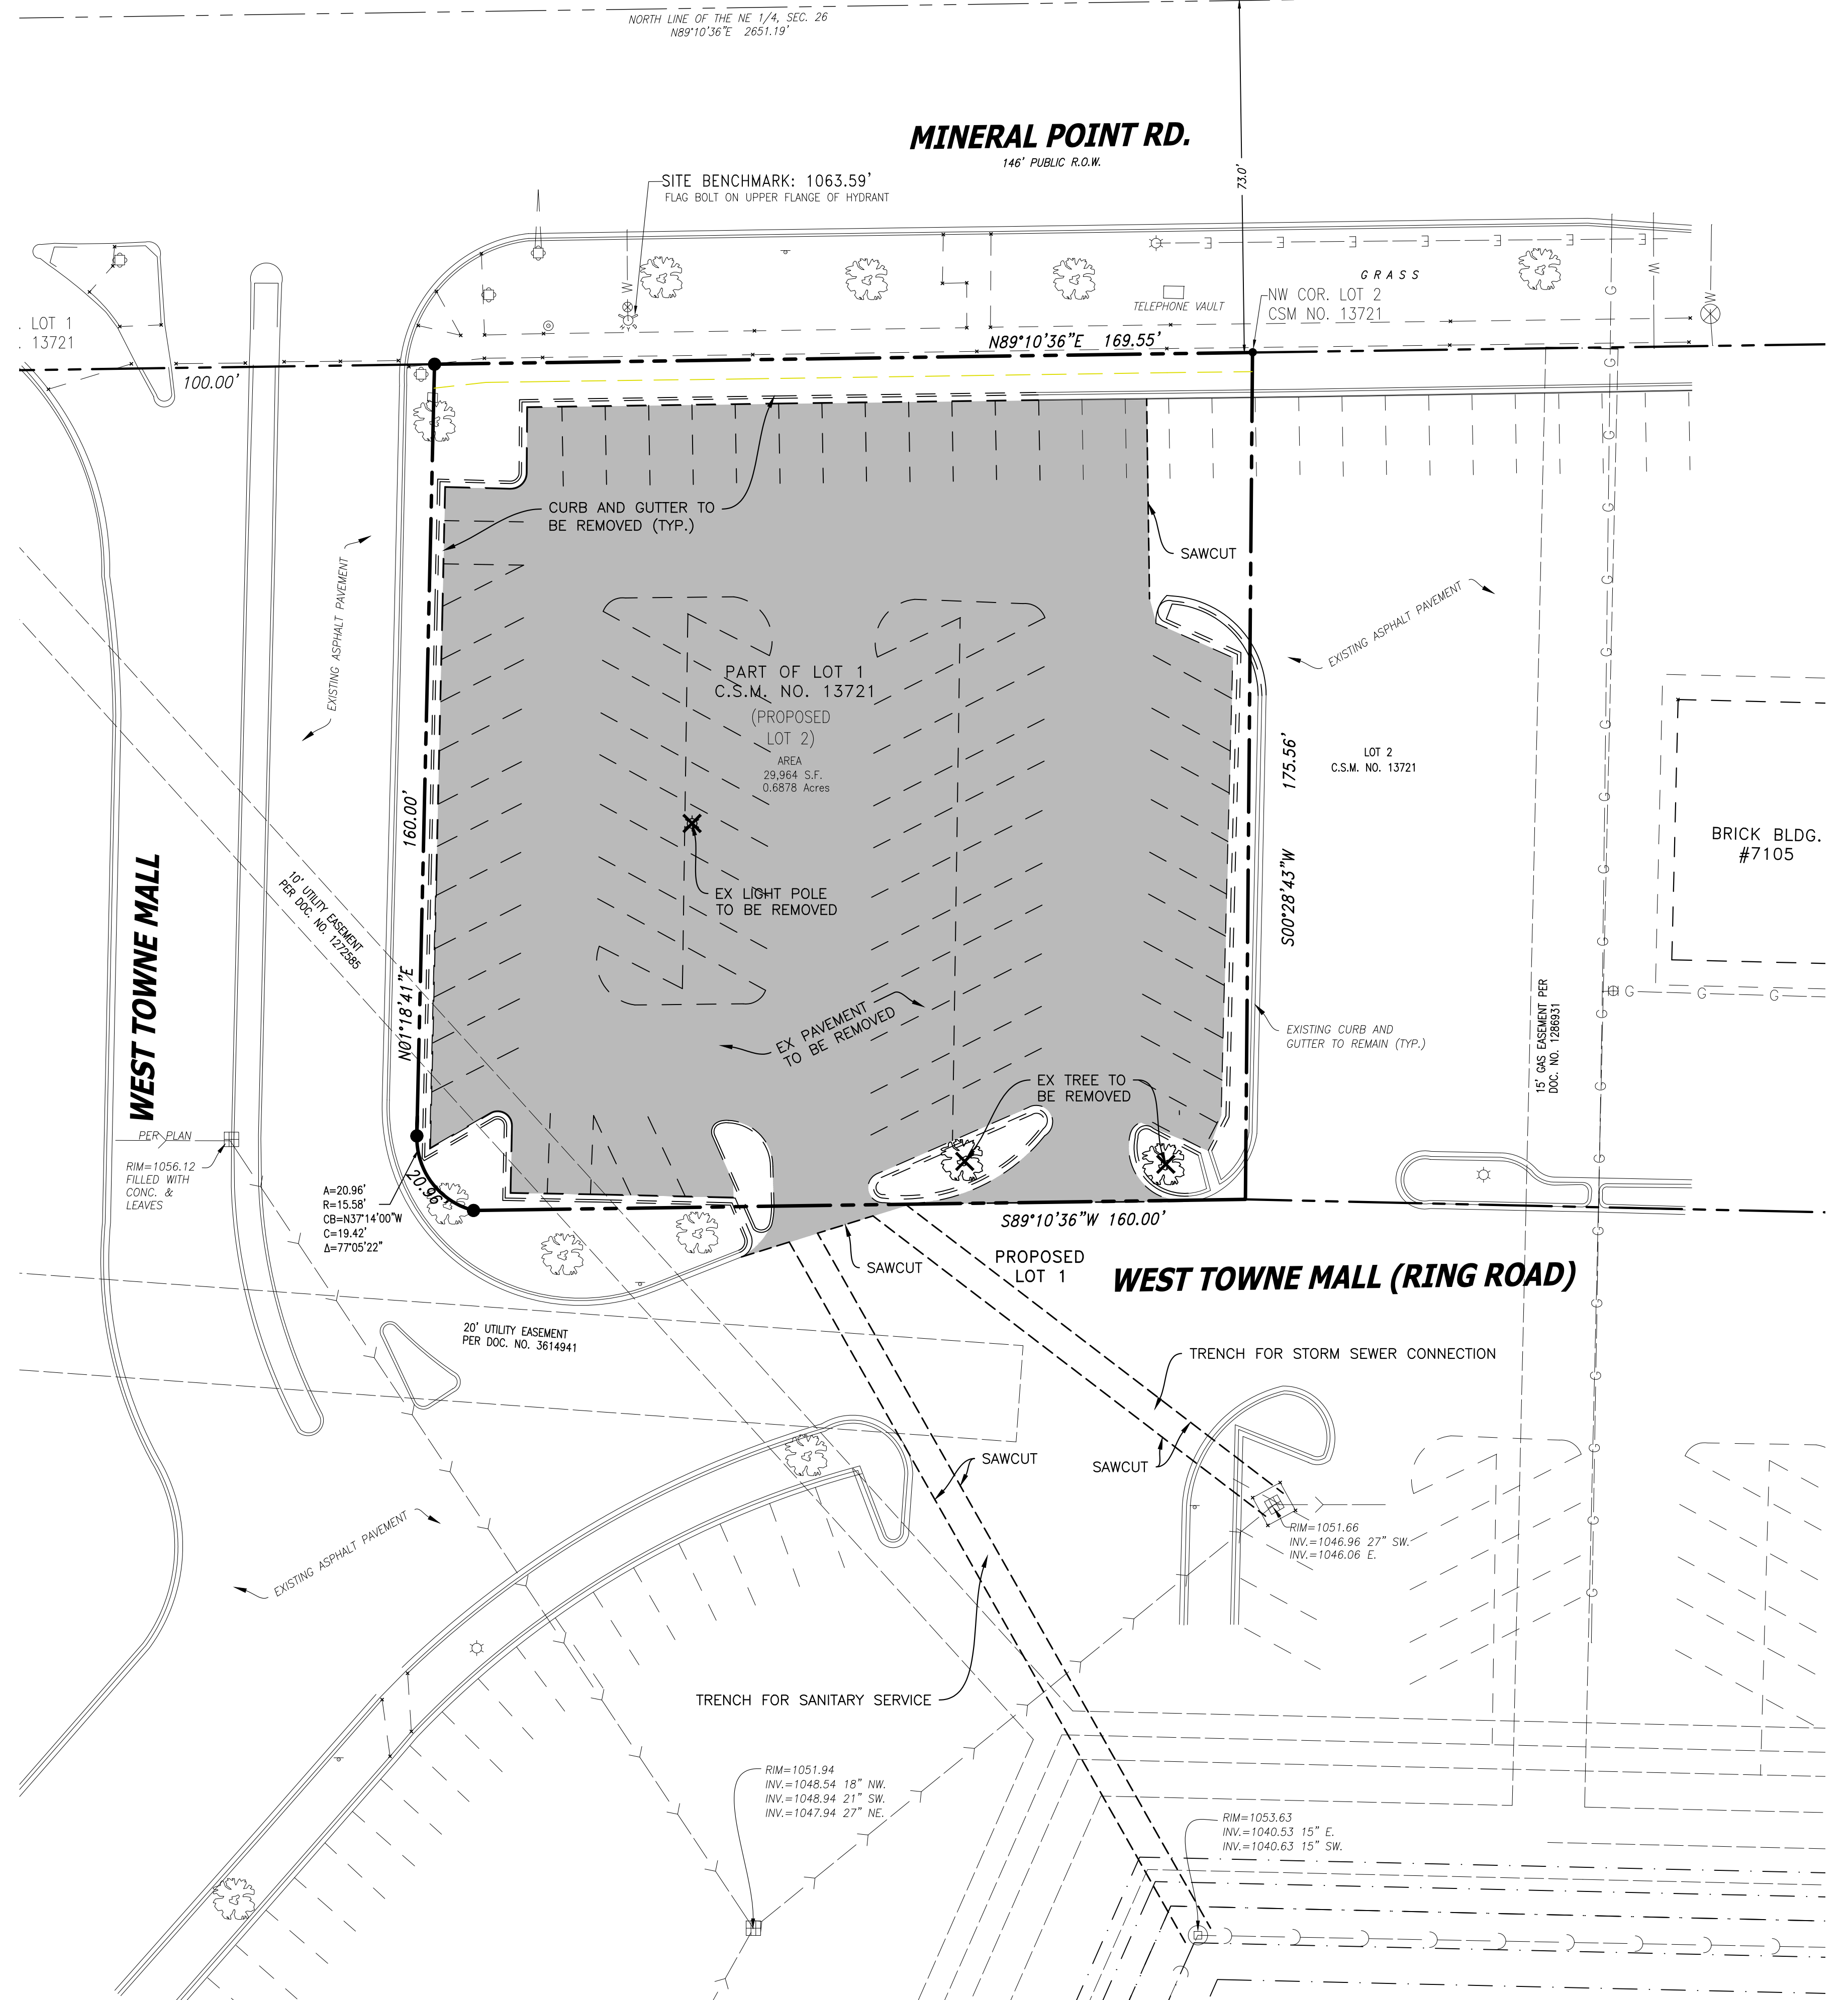 NORTH LINE OF THE NE 1/4, SEC. 26
N89°10'36"E 2651.19'
MINERAL POINT RD.
146' PUBLIC R.O.W.
73.0'
SITE BENCHMARK: 1063.59'
FLAG BOLT ON UPPER FLANGE OF HYDRANT
GRASS
TELEPHONE VAULT
NW COR. LOT 2
CSM NO. 13721
. LOT 1
. 13721
100.00'
N89°10'36"E 169.55'
CURB AND GUTTER TO
BE REMOVED (TYP.)
SAWCUT
EXISTING ASPHALT PAVEMENT
EXISTING ASPHALT PAVEMENT
PART OF LOT 1
C.S.M. NO. 13721
(PROPOSED
LOT 2)
AREA
29,964 S.F.
0.6878 Acres
175.56'
S00°28'43"W
LOT 2
C.S.M. NO. 13721
BRICK BLDG.
#7105
160.00'
N01°18'41"E
WEST TOWNE MALL
10' UTILITY EASEMENT
PER DOC. NO. 1272585
EX LIGHT POLE
TO BE REMOVED
EX PAVEMENT
TO BE REMOVED
EXISTING CURB AND
GUTTER TO REMAIN (TYP.)
15' GAS EASEMENT PER
DOC. NO. 1286931
EX TREE TO
BE REMOVED
PER PLAN
RIM=1056.12
FILLED WITH
CONC. &
LEAVES
20.96'
A=20.96'
R=15.58'
CB=N37°14'00"W
C=19.42'
Δ=77°05'22"
S89°10'36"W 160.00'
SAWCUT
PROPOSED
LOT 1
WEST TOWNE MALL (RING ROAD)
20' UTILITY EASEMENT
PER DOC. NO. 3614941
TRENCH FOR STORM SEWER CONNECTION
SAWCUT
SAWCUT
EXISTING ASPHALT PAVEMENT
RIM=1051.66
INV.=1046.96 27" SW.
INV.=1046.06 E.
TRENCH FOR SANITARY SERVICE
RIM=1051.94
INV.=1048.54 18" NW.
INV.=1048.94 21" SW.
INV.=1047.94 27" NE.
RIM=1053.63
INV.=1040.53 15" E.
INV.=1040.63 15" SW.